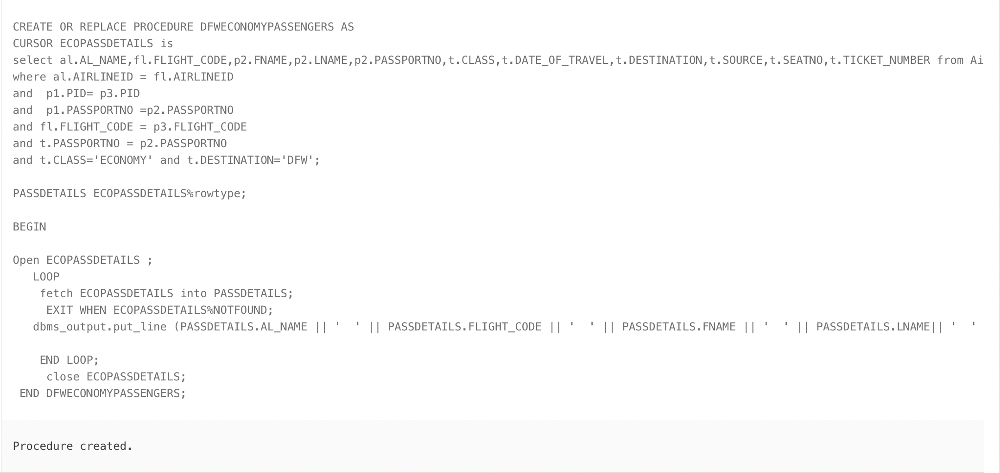 CREATE OR REPLACE PROCEDURE DFWECONOMYPASSENGERS AS
CURSOR ECOPASSDETAILS is
select al.AL_NAME,fl.FLIGHT_CODE,p2.FNAME,p2.LNAME,p2.PASSPORTNO,t.CLASS,t.DATE_OF_TRAVEL,t.DESTINATION,t.SOURCE,t.SEATNO,t.TICKET_NUMBER from Ai
where al.AIRLINEID = fl.AIRLINEID
and  p1.PID= p3.PID
and  p1.PASSPORTNO =p2.PASSPORTNO
and fl.FLIGHT_CODE = p3.FLIGHT_CODE
and t.PASSPORTNO = p2.PASSPORTNO
and t.CLASS='ECONOMY' and t.DESTINATION='DFW';
PASSDETAILS ECOPASSDETAILS%rowtype;
BEGIN
Open ECOPASSDETAILS ;
   LOOP
    fetch ECOPASSDETAILS into PASSDETAILS;
     EXIT WHEN ECOPASSDETAILS%NOTFOUND;
   dbms_output.put_line (PASSDETAILS.AL_NAME || '  ' || PASSDETAILS.FLIGHT_CODE || '  ' || PASSDETAILS.FNAME || '  ' || PASSDETAILS.LNAME|| '  '
    END LOOP;
     close ECOPASSDETAILS;
 END DFWECONOMYPASSENGERS;
Procedure created.